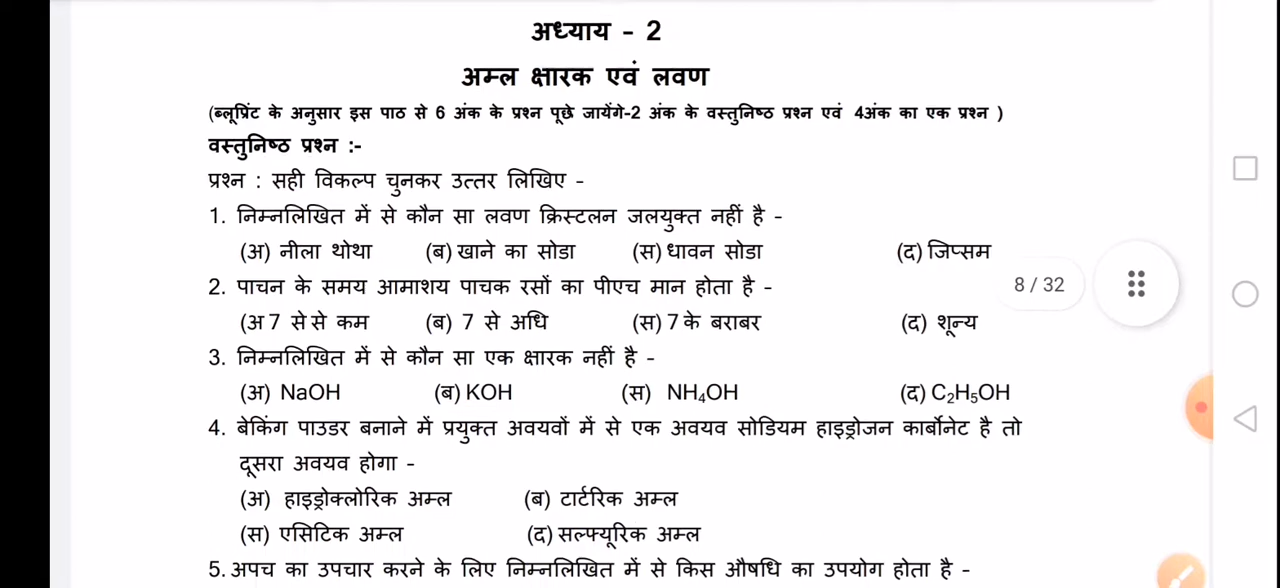 अध्याय - 2
अम्ल क्षारक एवं लवण
(ब्लूप्रिंट के अनुसार इस पाठ से 6 अंक के प्रश्न पूछे जायेंगे-2 अंक के वस्तुनिष्ठ प्रश्न एवं 4अंक का एक प्रश्न )
वस्तुनिष्ठ प्रश्न :-
प्रश्न : सही विकल्प चुनकर उत्तर लिखिए -
1. निम्नलिखित में से कौन सा लवण क्रिस्टलन जलयुक्त नहीं है -
(अ) नीला थोथा (ब) खाने का सोडा (स) धावन सोडा (द) जिप्सम
2. पाचन के समय आमाशय पाचक रसों का पीएच मान होता है -
8 / 32
(अ 7 से से कम (ब) 7 से अधि (स) 7 के बराबर (द) शून्य
3. निम्नलिखित में से कौन सा एक क्षारक नहीं है -
(अ) NaOH (ब) KOH (स) NH₄OH (द) C₂H₅OH
4. बेकिंग पाउडर बनाने में प्रयुक्त अवयवों में से एक अवयव सोडियम हाइड्रोजन कार्बोनेट है तो
दूसरा अवयव होगा -
(अ) हाइड्रोक्लोरिक अम्ल (ब) टार्टरिक अम्ल
(स) एसिटिक अम्ल (द) सल्फ्यूरिक अम्ल
5. अपच का उपचार करने के लिए निम्नलिखित में से किस औषधि का उपयोग होता है -